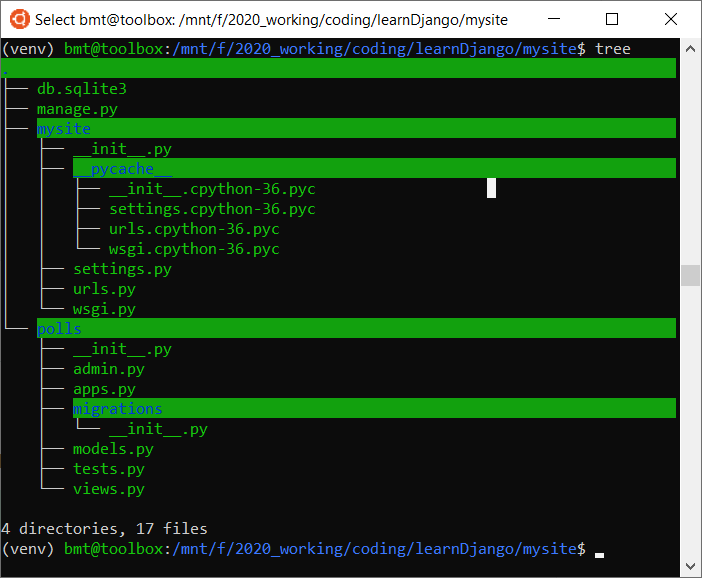 Select bmt@toolbox: /mnt/f/2020_working/coding/learnDjango/mysite
(venv) bmt@toolbox:/mnt/f/2020_working/coding/learnDjango/mysite$ tree
.
├── db.sqlite3
├── manage.py
├── mysite
│   ├── __init__.py
│   ├── __pycache__
│   │   ├── __init__.cpython-36.pyc
│   │   ├── settings.cpython-36.pyc
│   │   ├── urls.cpython-36.pyc
│   │   └── wsgi.cpython-36.pyc
│   ├── settings.py
│   ├── urls.py
│   └── wsgi.py
└── polls
    ├── __init__.py
    ├── admin.py
    ├── apps.py
    ├── migrations
    │   └── __init__.py
    ├── models.py
    ├── tests.py
    └── views.py
4 directories, 17 files
(venv) bmt@toolbox:/mnt/f/2020_working/coding/learnDjango/mysite$